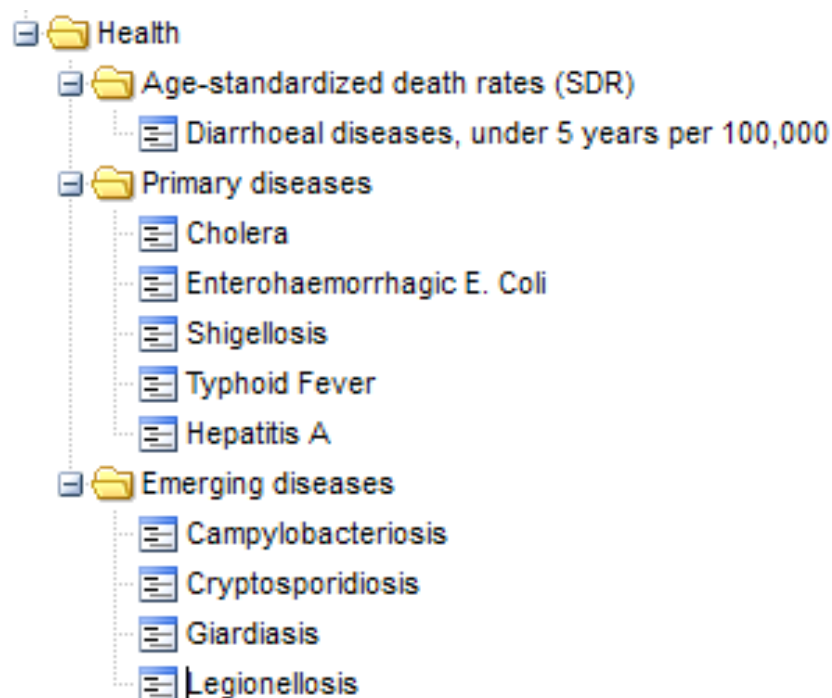 Health
Age-standardized death rates (SDR)
Diarrhoeal diseases, under 5 years per 100,000
Primary diseases
Cholera
Enterohaemorrhagic E. Coli
Shigellosis
Typhoid Fever
Hepatitis A
Emerging diseases
Campylobacteriosis
Cryptosporidiosis
Giardiasis
Legionellosis